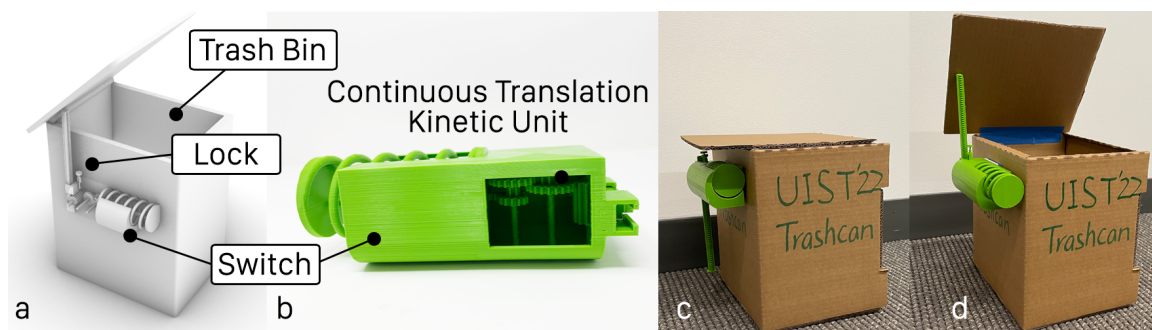 Trash Bin
Lock
Switch
a
Continuous Translation
Kinetic Unit
b
UIST'22
Trashcan
c
UIST'22
Trashcan
d